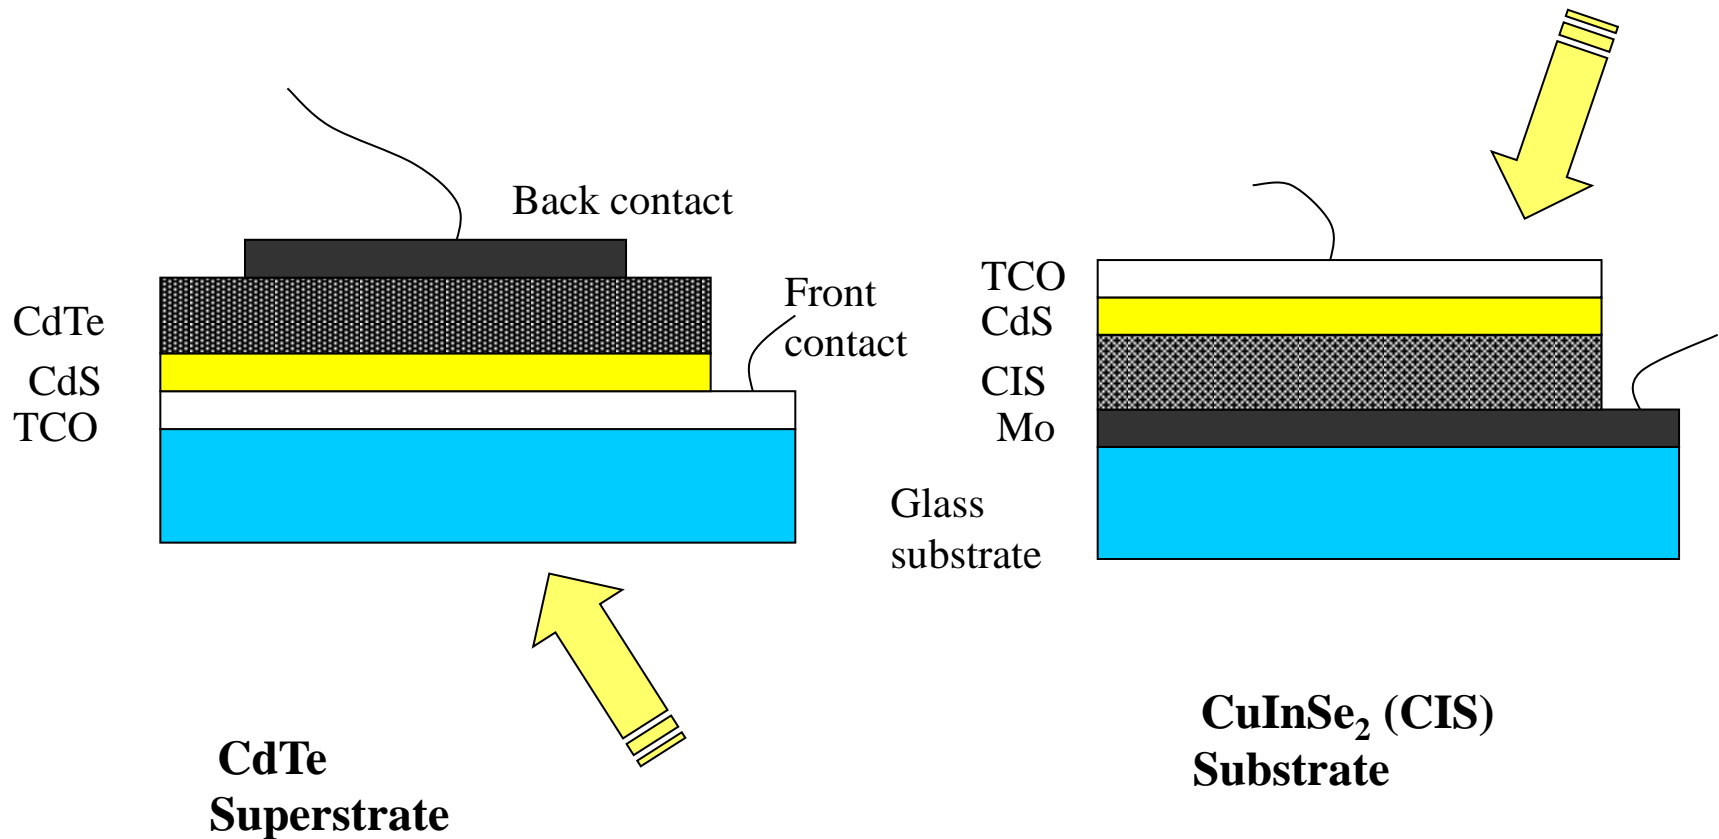 Back contact
CdTe
CdS
TCO
Front
contact
CdTe
Superstrate
TCO
CdS
CIS
Mo
Glass
substrate
CuInSe₂ (CIS)
Substrate